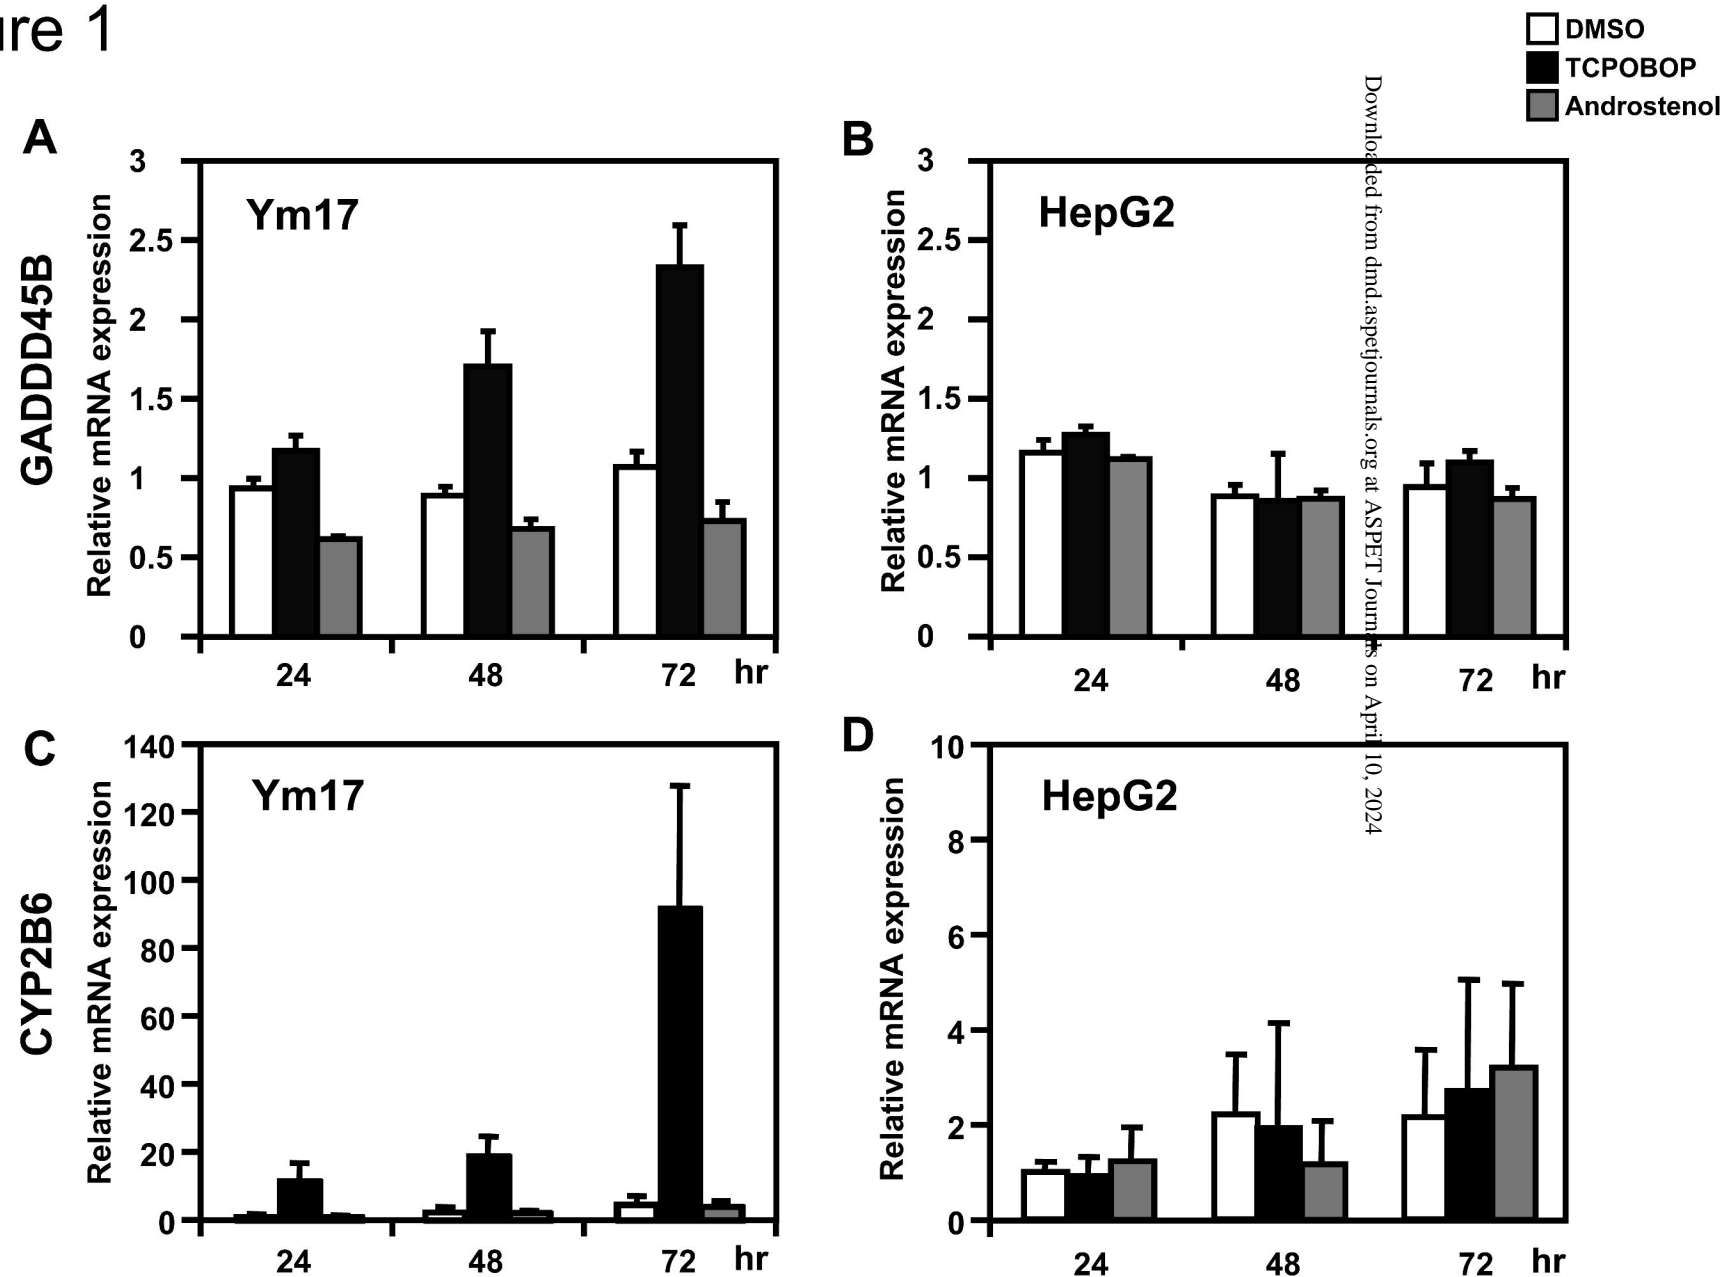 ure 1
DMSO
TCPOBOP
Androstenol
Downloaded from dmd.aspetjournals.org at ASPET Journals on April 10, 2024
A
GADDD45B
Relative mRNA expression
3
2.5
2
1.5
1
0.5
0
Ym17
24 48 72 hr
B
Relative mRNA expression
3
2.5
2
1.5
1
0.5
0
HepG2
24 48 72 hr
C
CYP2B6
Relative mRNA expression
140
120
100
80
60
40
20
0
Ym17
24 48 72 hr
D
Relative mRNA expression
10
8
6
4
2
0
HepG2
24 48 72 hr